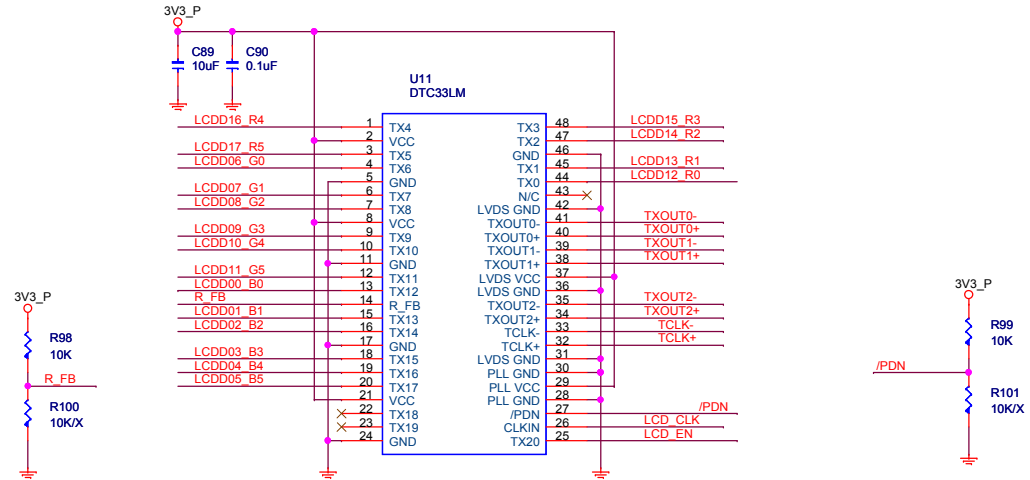 3V3_P
C89
10uF
C90
0.1uF
U11
DTC33LM
LCDD16_R4 1 TX4 TX3 48 LCDD15_R3
2 VCC TX2 47 LCDD14_R2
LCDD17_R5 3 TX5 GND 46
LCDD06_G0 4 TX6 TX1 45 LCDD13_R1
5 GND TX0 44 LCDD12_R0
LCDD07_G1 6 TX7 N/C 43
LCDD08_G2 7 TX8 LVDS GND 42
8 VCC TXOUT0- 41 TXOUT0-
LCDD09_G3 9 TX9 TXOUT0+ 40 TXOUT0+
LCDD10_G4 10 TX10 TXOUT1- 39 TXOUT1-
11 GND TXOUT1+ 38 TXOUT1+
LCDD11_G5 12 TX11 LVDS VCC 37
LCDD00_B0 13 TX12 LVDS GND 36
R_FB 14 R_FB TXOUT2- 35 TXOUT2-
LCDD01_B1 15 TX13 TXOUT2+ 34 TXOUT2+
LCDD02_B2 16 TX14 TCLK- 33 TCLK-
17 GND TCLK+ 32 TCLK+
LCDD03_B3 18 TX15 LVDS GND 31
LCDD04_B4 19 TX16 PLL GND 30
LCDD05_B5 20 TX17 PLL VCC 29
21 VCC PLL GND 28
22 TX18 /PDN 27 /PDN
23 TX19 CLKIN 26 LCD_CLK
24 GND TX20 25 LCD_EN
3V3_P
R98
10K
R_FB
R100
10K/X
3V3_P
R99
10K
/PDN
R101
10K/X